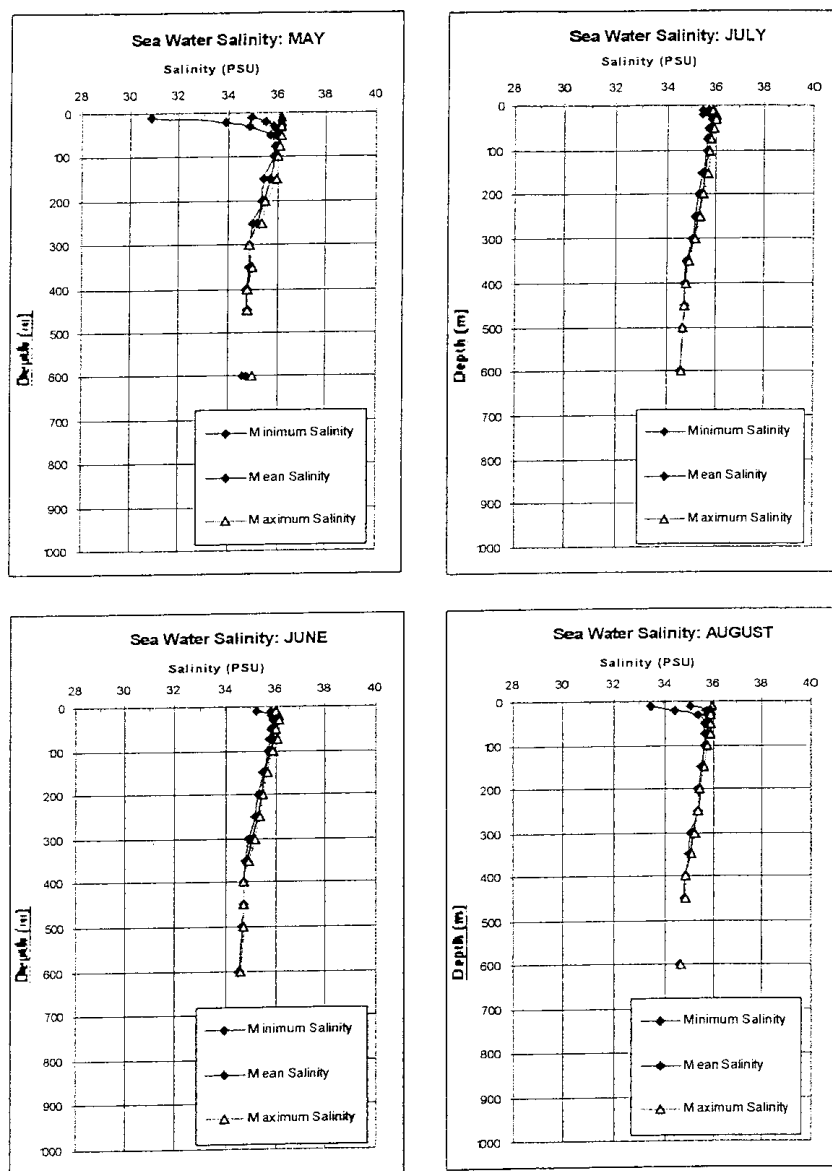 Sea Water Salinity: MAY
Salinity (PSU)
28 30 32 34 36 38 40
0
100
200
300
400
500
600
700
800
900
1000
Depth (m)
Minimum Salinity
Mean Salinity
Maximum Salinity
Sea Water Salinity: JULY
Salinity (PSU)
28 30 32 34 36 38 40
0
100
200
300
400
500
600
700
800
900
1000
Depth (m)
Minimum Salinity
Mean Salinity
Maximum Salinity
Sea Water Salinity: JUNE
Salinity (PSU)
28 30 32 34 36 38 40
0
100
200
300
400
500
600
700
800
900
1000
Depth (m)
Minimum Salinity
Mean Salinity
Maximum Salinity
Sea Water Salinity: AUGUST
Salinity (PSU)
28 30 32 34 36 38 40
0
100
200
300
400
500
600
700
800
900
1000
Depth (m)
Minimum Salinity
Mean Salinity
Maximum Salinity